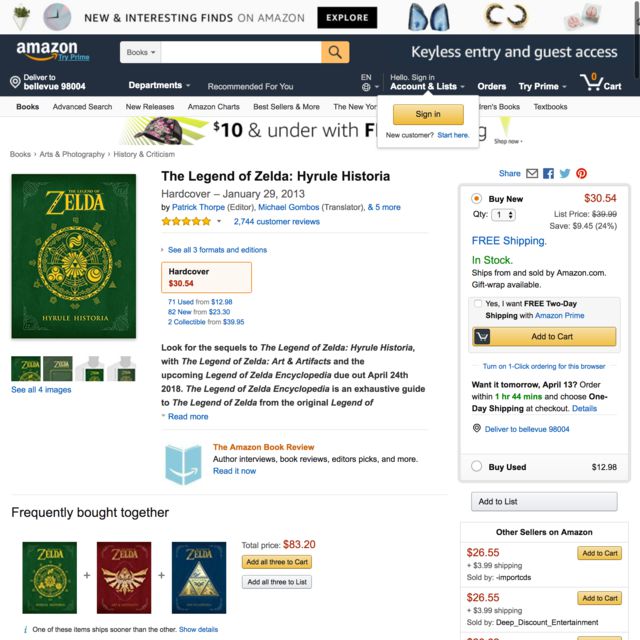 NEW & INTERESTING FINDS ON AMAZON EXPLORE
amazon
Try Prime
Books
Keyless entry and guest access
Deliver to
bellevue 98004
Departments
Recommended For You
EN
Hello. Sign in
Account & Lists
Orders
Try Prime
0
Cart
Books Advanced Search New Releases Amazon Charts Best Sellers & More The New Yor
ren's Books Textbooks
Sign in
New customer? Start here.
$10 & under with F
g
Shop now ›
Books › Arts & Photography › History & Criticism
THE LEGEND OF
ZELDA
HYRULE HISTORIA
See all 4 images
The Legend of Zelda: Hyrule Historia
Hardcover – January 29, 2013
by Patrick Thorpe (Editor), Michael Gombos (Translator), & 5 more
2,744 customer reviews
See all 3 formats and editions
Hardcover
$30.54
71 Used from $12.98
82 New from $23.30
2 Collectible from $39.95
Look for the sequels to The Legend of Zelda: Hyrule Historia,
with The Legend of Zelda: Art & Artifacts and the
upcoming Legend of Zelda Encyclopedia due out April 24th
2018. The Legend of Zelda Encyclopedia is an exhaustive guide
to The Legend of Zelda from the original Legend of
Read more
The Amazon Book Review
Author interviews, book reviews, editors picks, and more.
Read it now
Share
Buy New
$30.54
Qty: 1
List Price: $39.99
Save: $9.45 (24%)
FREE Shipping.
In Stock.
Ships from and sold by Amazon.com.
Gift-wrap available.
Yes, I want FREE Two-Day
Shipping with Amazon Prime
Add to Cart
Turn on 1-Click ordering for this browser
Want it tomorrow, April 13? Order
within 1 hr 44 mins and choose One-
Day Shipping at checkout. Details
Deliver to bellevue 98004
Buy Used
$12.98
Add to List
Other Sellers on Amazon
$26.55
Add to Cart
+ $3.99 shipping
Sold by: -importcds
$26.55
Add to Cart
+ $3.99 shipping
Sold by: Deep_Discount_Entertainment
Add to Cart
Frequently bought together
ZELDA
HYRULE HISTORIA
+
ZELDA
+
ZELDA
Total price: $83.20
Add all three to Cart
Add all three to List
i One of these items ships sooner than the other. Show details